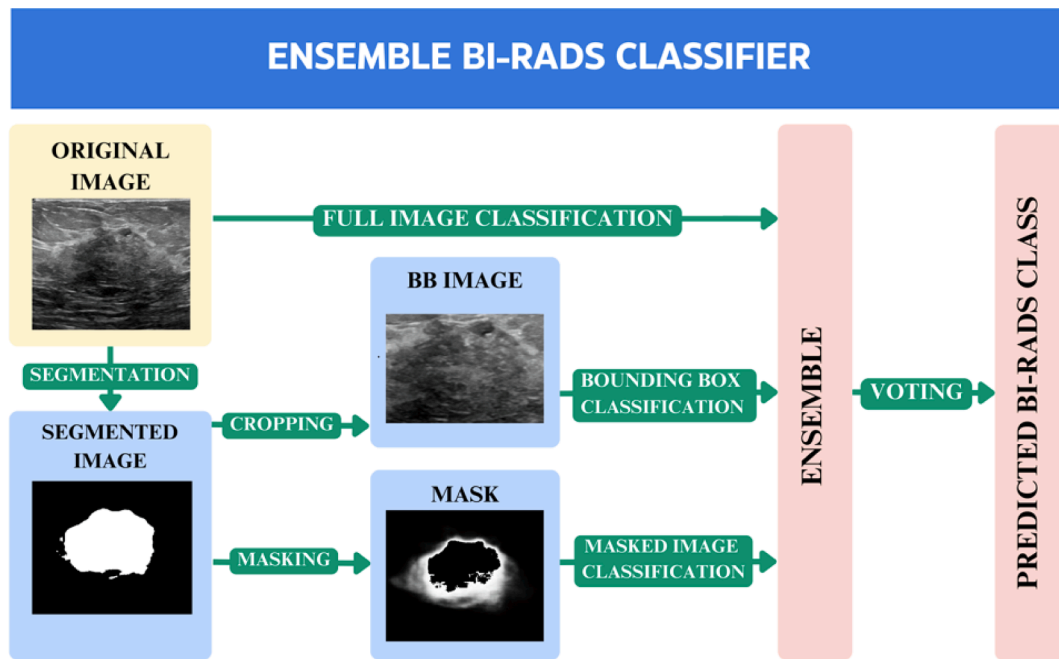 ENSEMBLE BI-RADS CLASSIFIER
ORIGINAL
IMAGE
FULL IMAGE CLASSIFICATION
BB IMAGE
SEGMENTATION
BOUNDING BOX
CLASSIFICATION
CROPPING
SEGMENTED
IMAGE
MASK
MASKING
MASKED IMAGE
CLASSIFICATION
ENSEMBLE
VOTING
PREDICTED BI-RADS CLASS